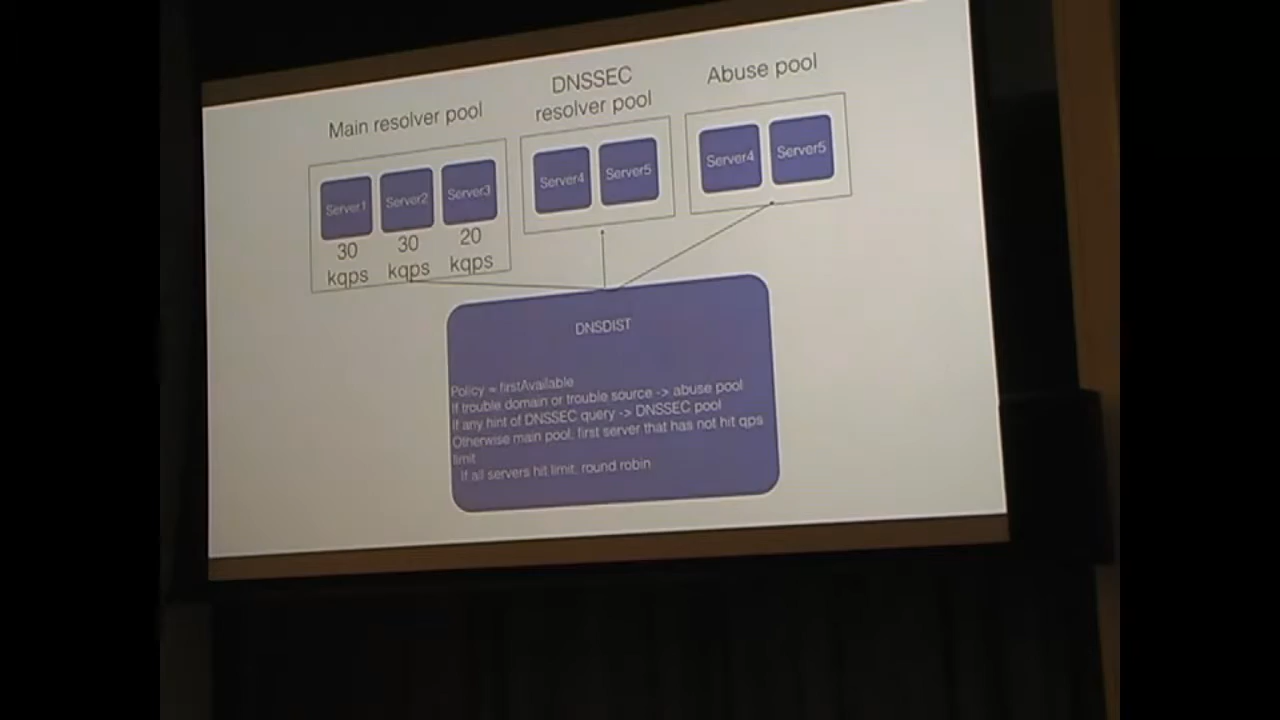 Main resolver pool
DNSSEC
resolver pool
Abuse pool
Server1
Server2
Server3
30
kqps
30
kqps
20
kqps
Server4
Server5
Server4
Server5
DNSDIST
Policy = firstAvailable
If trouble domain or trouble source -> abuse pool
If any hint of DNSSEC query -> DNSSEC pool
Otherwise main pool, first server that has not hit qps
limit
If all servers hit limit, round robin